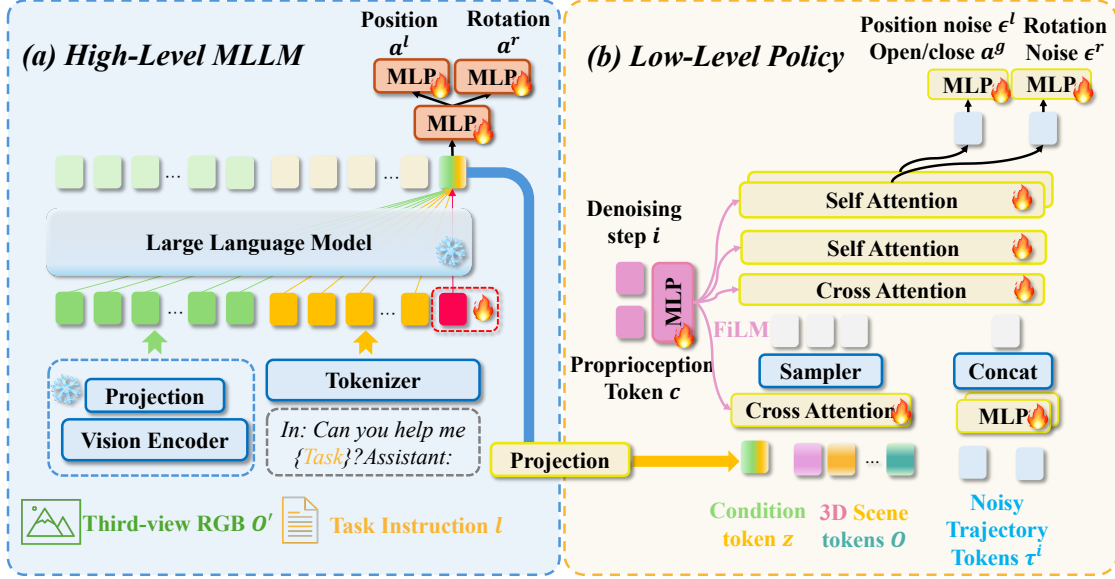 (a) High-Level MLLM
Position
a^l
Rotation
a^r
MLP
MLP
MLP
Large Language Model
Projection
Vision Encoder
Tokenizer
In: Can you help me
{Task}?Assistant:
Third-view RGB O′
Task Instruction l
Projection
(b) Low-Level Policy
Position noise ϵ^l
Open/close a^g
Rotation
Noise ϵ^r
MLP
MLP
Self Attention
Self Attention
Cross Attention
Denoising
step i
MLP
FiLM
Proprioception
Token c
Sampler
Cross Attention
Concat
MLP
Condition
token z
3D Scene
tokens O
Noisy
Trajectory
Tokens τ^i